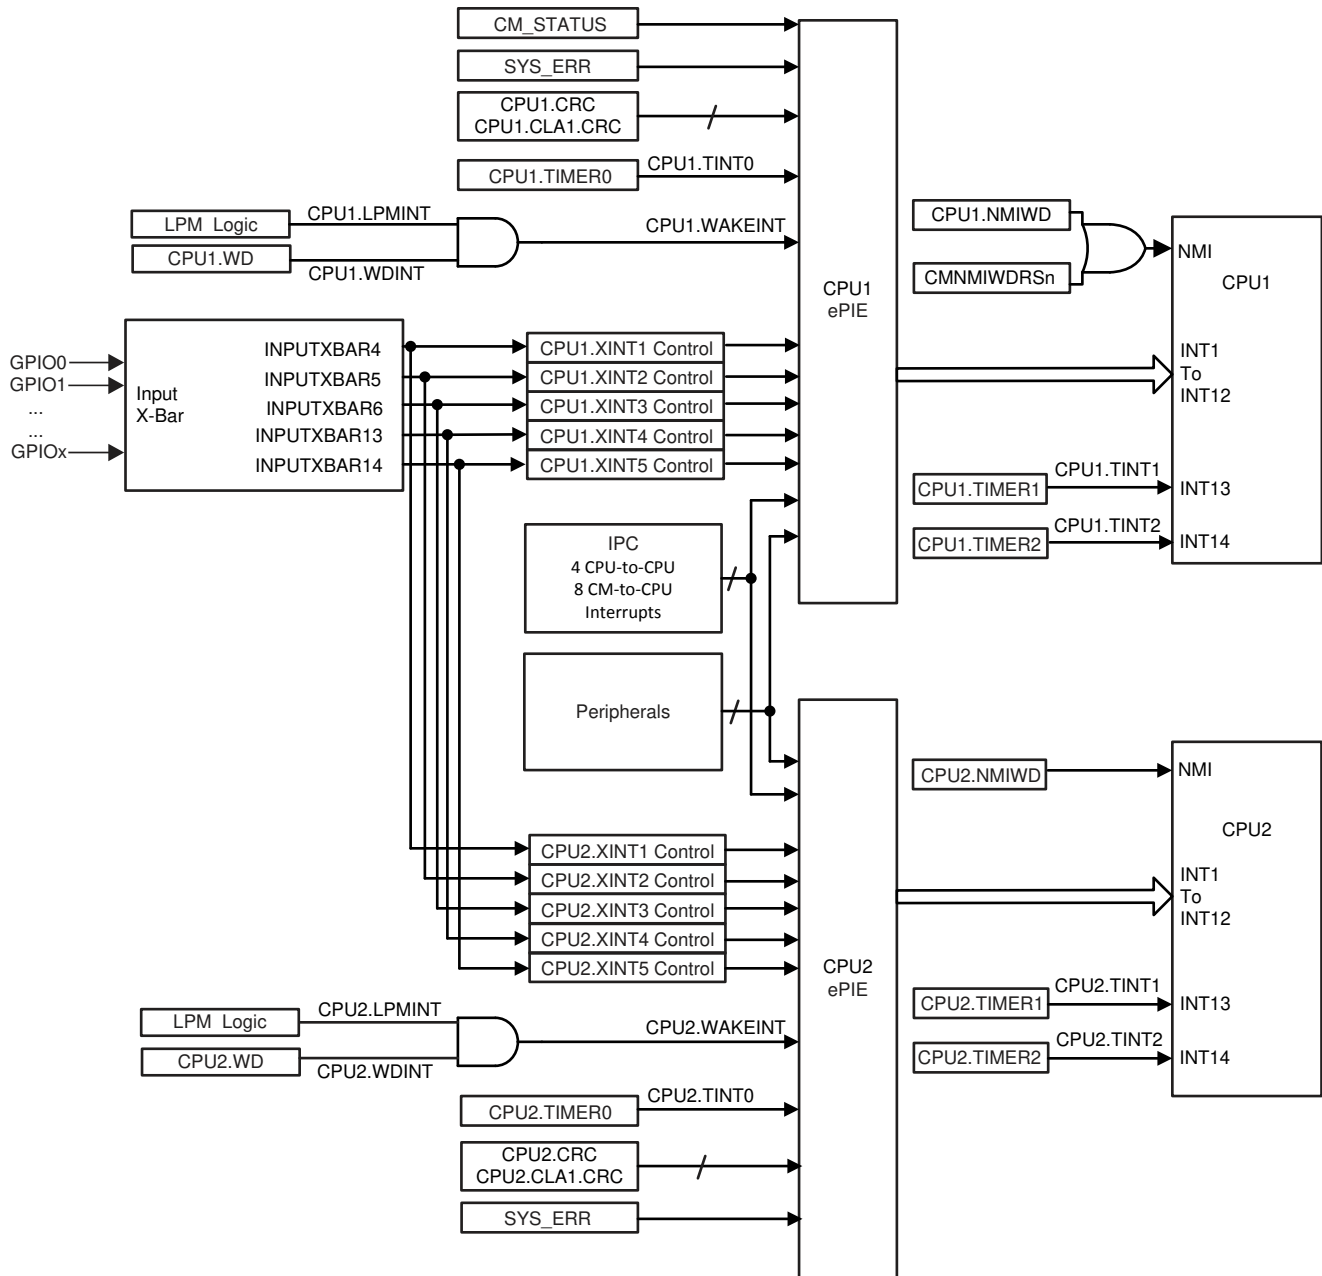 CM_STATUS
SYS_ERR
CPU1.CRC
CPU1.CLA1.CRC
CPU1.TIMER0
CPU1.TINT0
LPM Logic
CPU1.LPMINT
CPU1.WD
CPU1.WDINT
CPU1.WAKEINT
CPU1
ePIE
CPU1.NMIWD
CMNMIWDRSn
NMI
CPU1
INT1
To
INT12
CPU1.TIMER1
CPU1.TINT1
INT13
CPU1.TIMER2
CPU1.TINT2
INT14
GPIO0
GPIO1
...
...
GPIOx
Input
X-Bar
INPUTXBAR4
INPUTXBAR5
INPUTXBAR6
INPUTXBAR13
INPUTXBAR14
CPU1.XINT1 Control
CPU1.XINT2 Control
CPU1.XINT3 Control
CPU1.XINT4 Control
CPU1.XINT5 Control
IPC
4 CPU-to-CPU
8 CM-to-CPU
Interrupts
Peripherals
CPU2.XINT1 Control
CPU2.XINT2 Control
CPU2.XINT3 Control
CPU2.XINT4 Control
CPU2.XINT5 Control
CPU2
ePIE
CPU2.NMIWD
NMI
CPU2
INT1
To
INT12
CPU2.TIMER1
CPU2.TINT1
INT13
CPU2.TIMER2
CPU2.TINT2
INT14
LPM Logic
CPU2.LPMINT
CPU2.WD
CPU2.WDINT
CPU2.WAKEINT
CPU2.TIMER0
CPU2.TINT0
CPU2.CRC
CPU2.CLA1.CRC
SYS_ERR